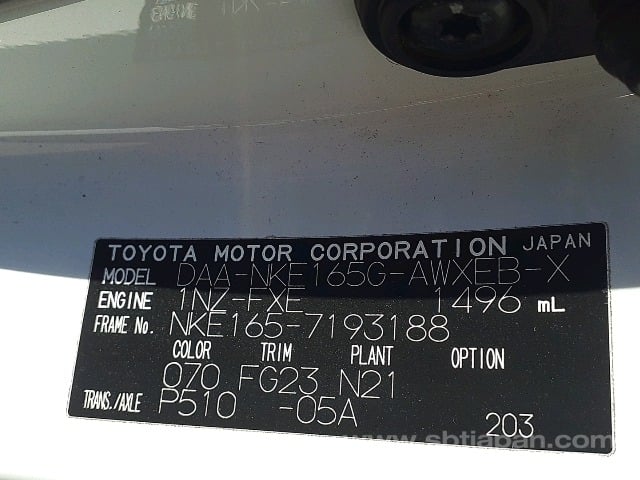 TOYOTA MOTOR CORPORATION JAPAN
MODEL DAA-NKE165G-AWXEB-X
ENGINE 1NZ-FXE 1496 mL
FRAME No. NKE165-7193188
COLOR TRIM PLANT OPTION
070 FG23 N21
TRANS./AXLE P510 -05A
203
www.sbtjapan.com